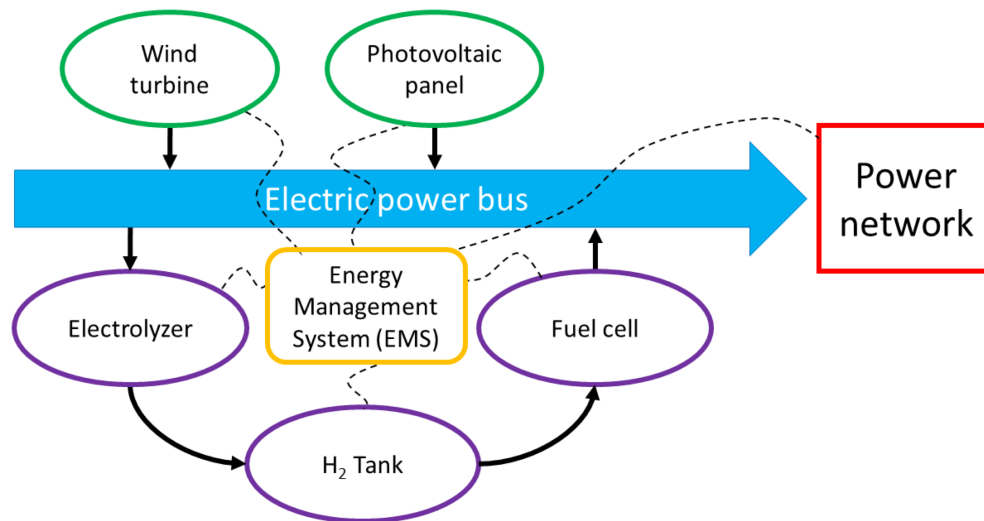 Wind
turbine
Photovoltaic
panel
Electric power bus
Power
network
Electrolyzer
Energy
Management
System (EMS)
Fuel cell
H₂ Tank